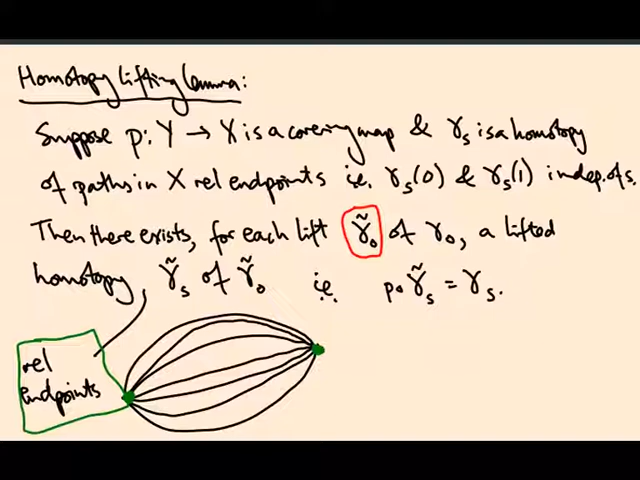 Homotopy lifting lemma:
Suppose p: Y → X is a covering map & γₛ is a homotopy
of paths in X rel endpoints i.e. γₛ(0) & γₛ(1) indep. of s.
Then there exists, for each lift γ̃₀ of γ₀, a lifted
homotopy γ̃ₛ of γ̃₀ i.e. p∘γ̃ₛ = γₛ.
rel
endpoints